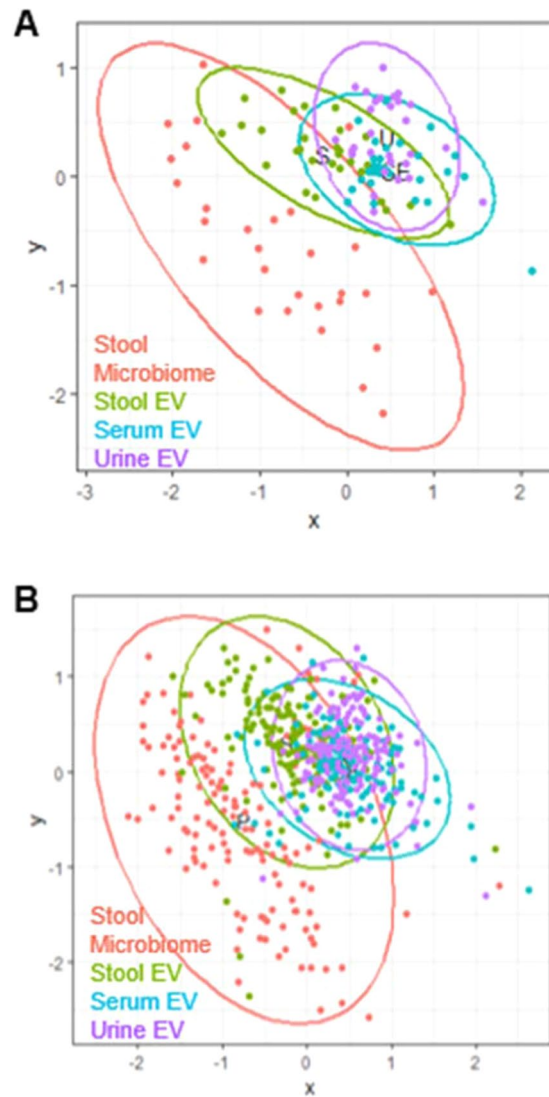 A
1
0
-1
-2
y
S
U
Stool
Microbiome
Stool EV
Serum EV
Urine EV
-3
-2
-1
0
1
2
x
B
1
0
-1
-2
y
P
Stool
Microbiome
Stool EV
Serum EV
Urine EV
-2
-1
0
1
2
x